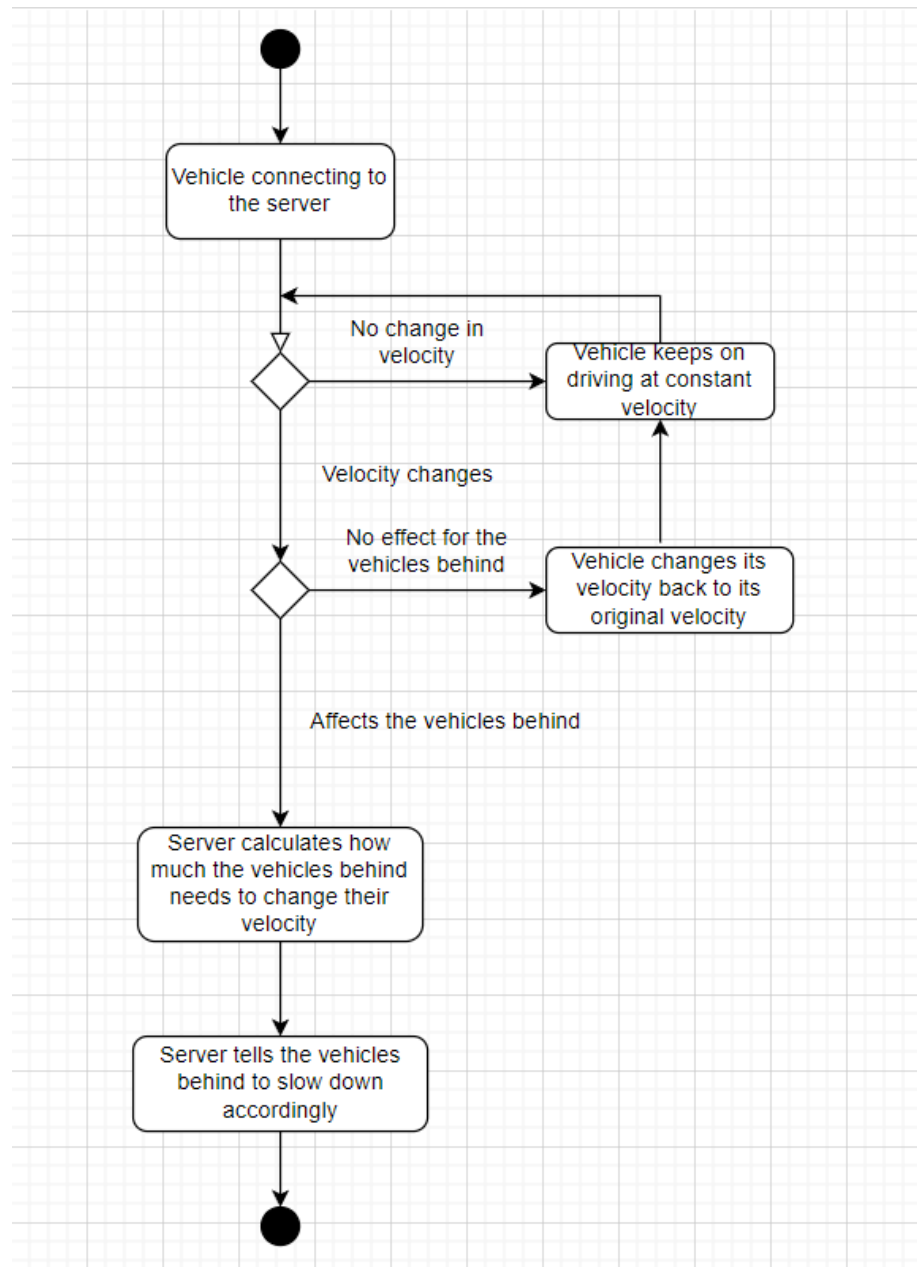 Vehicle connecting to
the server
No change in
velocity
Vehicle keeps on
driving at constant
velocity
Velocity changes
No effect for the
vehicles behind
Vehicle changes its
velocity back to its
original velocity
Affects the vehicles behind
Server calculates how
much the vehicles behind
needs to change their
velocity
Server tells the vehicles
behind to slow down
accordingly